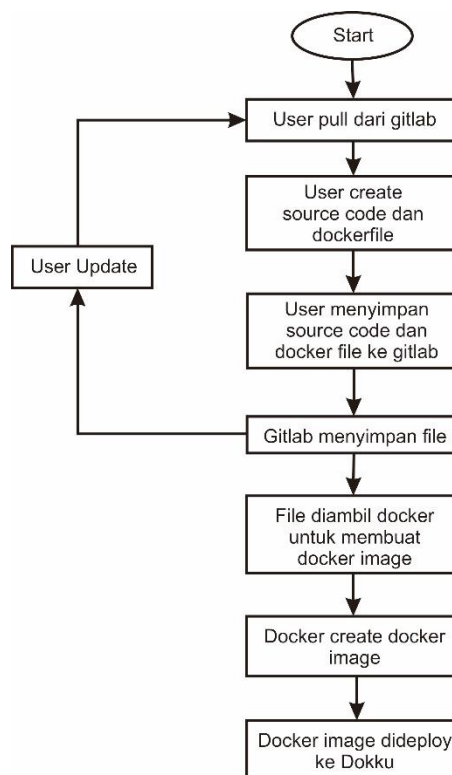 Start
User pull dari gitlab
User create
source code dan
dockerfile
User Update
User menyimpan
source code dan
docker file ke gitlab
Gitlab menyimpan file
File diambil docker
untuk membuat
docker image
Docker create docker
image
Docker image dideploy
ke Dokku